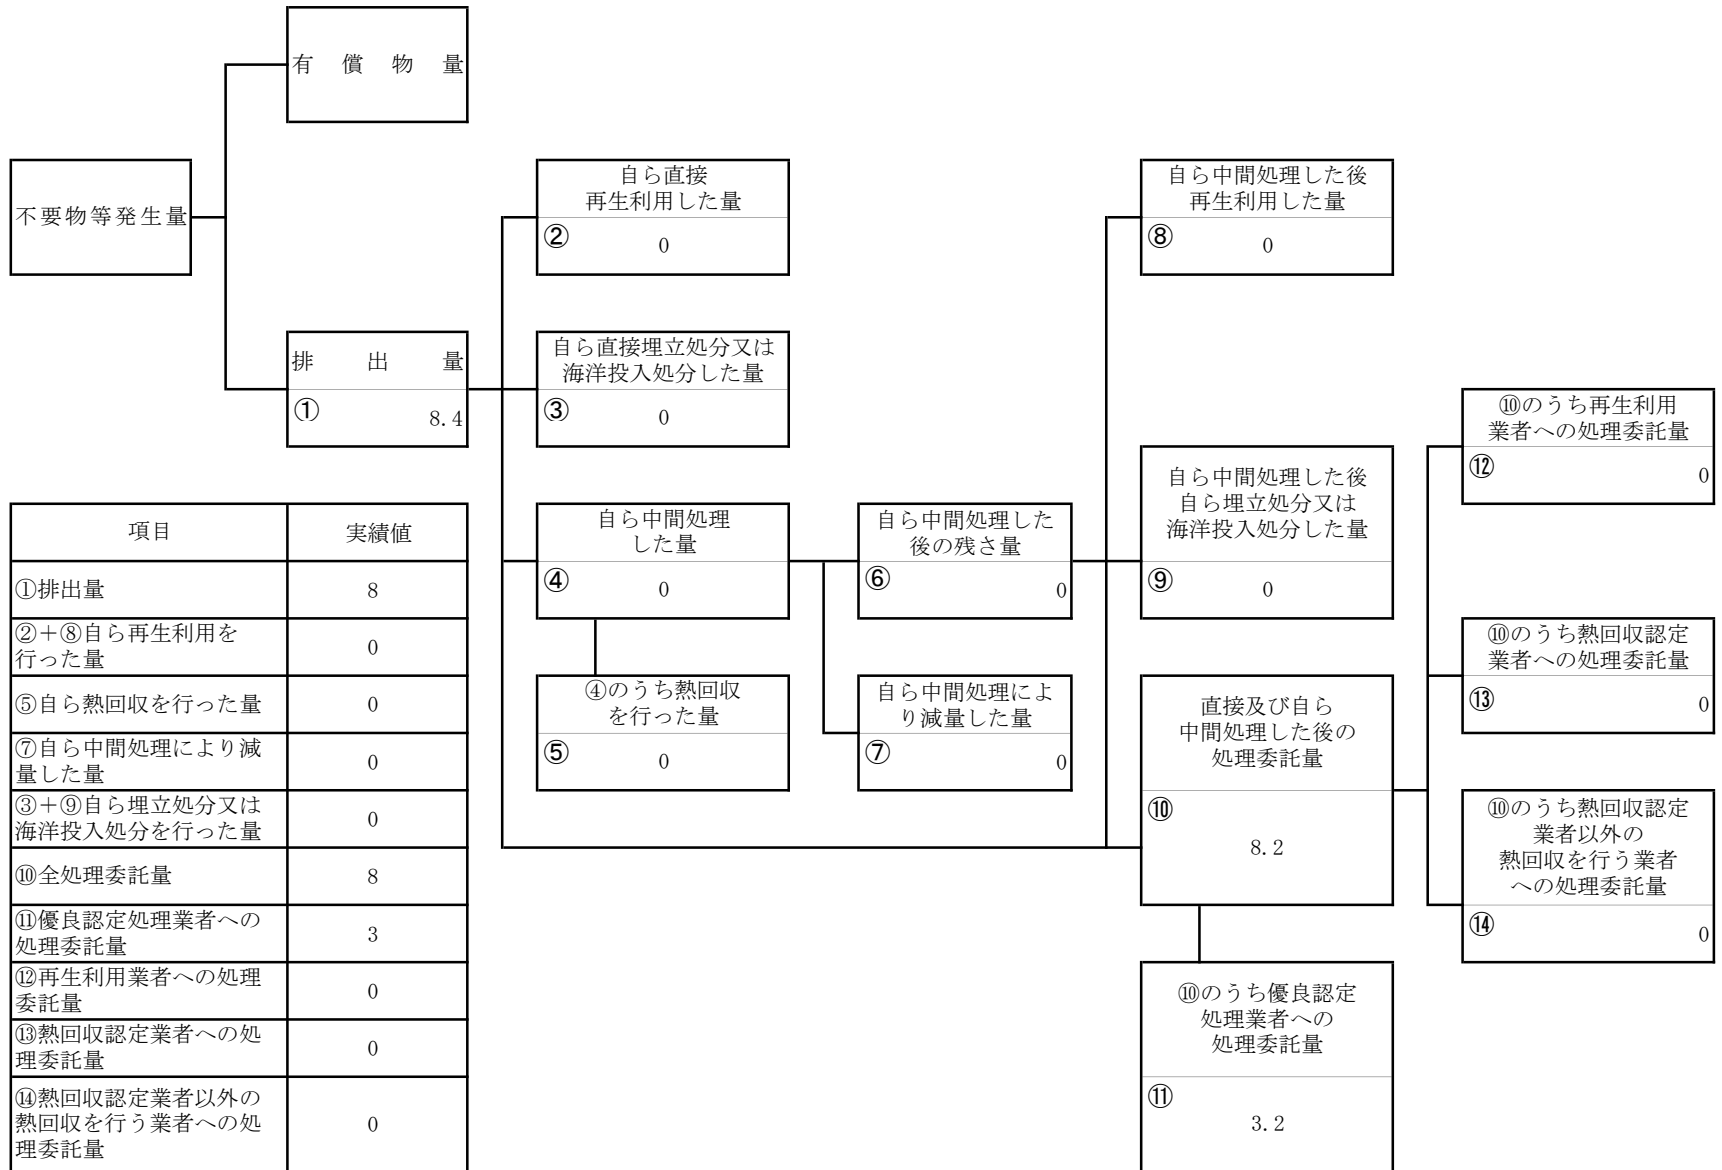 有償物量
不要物等発生量
排出量
①
8.4
自ら直接
再生利用した量
②
0
自ら直接埋立処分又は
海洋投入処分した量
③
0
自ら中間処理
した量
④
0
④のうち熱回収
を行った量
⑤
0
自ら中間処理した
後の残さ量
⑥
0
自ら中間処理によ
り減量した量
⑦
0
自ら中間処理した後
再生利用した量
⑧
0
自ら中間処理した後
自ら埋立処分又は
海洋投入処分した量
⑨
0
直接及び自ら
中間処理した後の
処理委託量
⑩
8.2
⑩のうち優良認定
処理業者への
処理委託量
⑪
3.2
⑩のうち再生利用
業者への処理委託量
⑫
0
⑩のうち熱回収認定
業者への処理委託量
⑬
0
⑩のうち熱回収認定
業者以外の
熱回収を行う業者
への処理委託量
⑭
0
項目 実績値
①排出量 8
②+⑧自ら再生利用を
行った量 0
⑤自ら熱回収を行った量 0
⑦自ら中間処理により減
量した量 0
③+⑨自ら埋立処分又は
海洋投入処分を行った量 0
⑩全処理委託量 8
⑪優良認定処理業者への
処理委託量 3
⑫再生利用業者への処理
委託量 0
⑬熱回収認定業者への処
理委託量 0
⑭熱回収認定業者以外の
熱回収を行う業者への処
理委託量 0